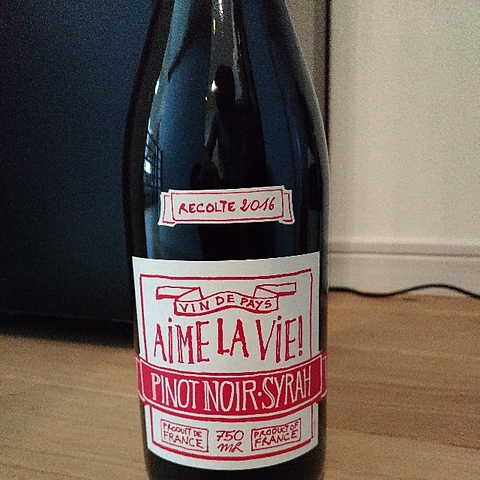 RECOLTE 2016
VIN DE PAYS
AIME LA VIE!
PINOT NOIR·SYRAH
PRODUIT DE
FRANCE
750
Ml
PRODUCT OF
FRANCE